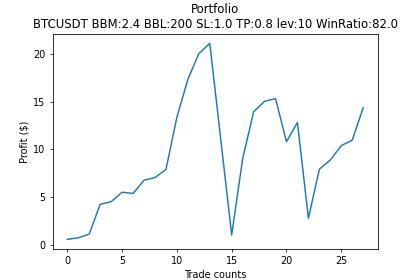 Portfolio
BTCUSDT BBM:2.4 BBL:200 SL:1.0 TP:0.8 lev:10 WinRatio:82.0
20
15
10
5
0
Profit ($)
0 5 10 15 20 25
Trade counts